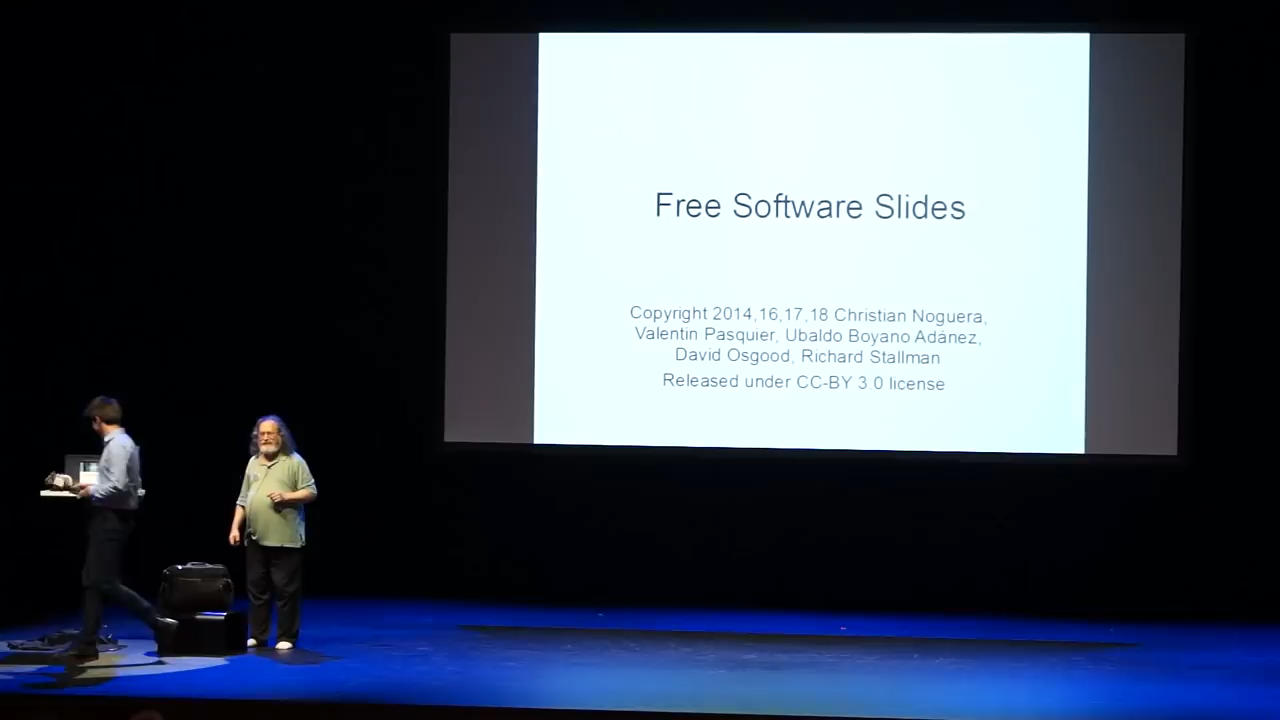 Free Software Slides
Copyright 2014,16,17,18 Christian Noguera,
Valentin Pasquier, Ubaldo Boyano Adánez,
David Osgood, Richard Stallman
Released under CC-BY 3.0 license